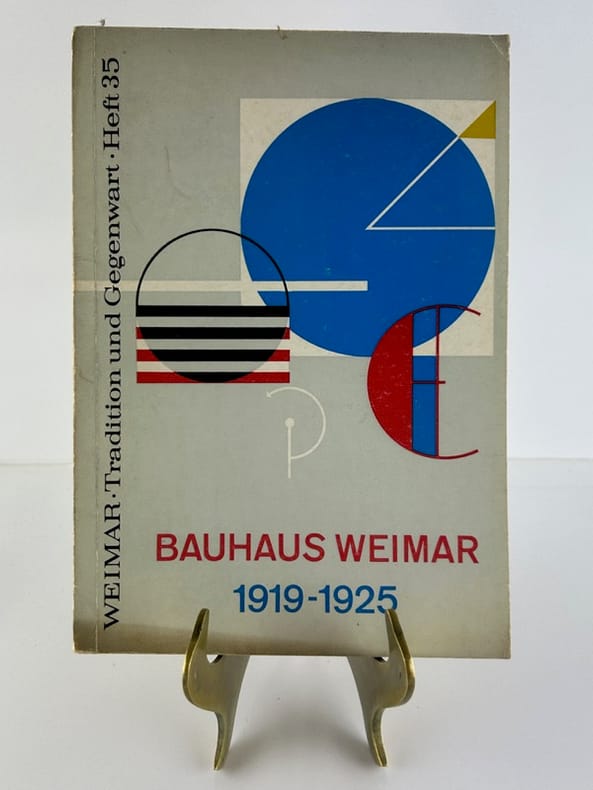 WEIMAR · Tradition und Gegenwart · Heft 35
BAUHAUS WEIMAR
1919-1925